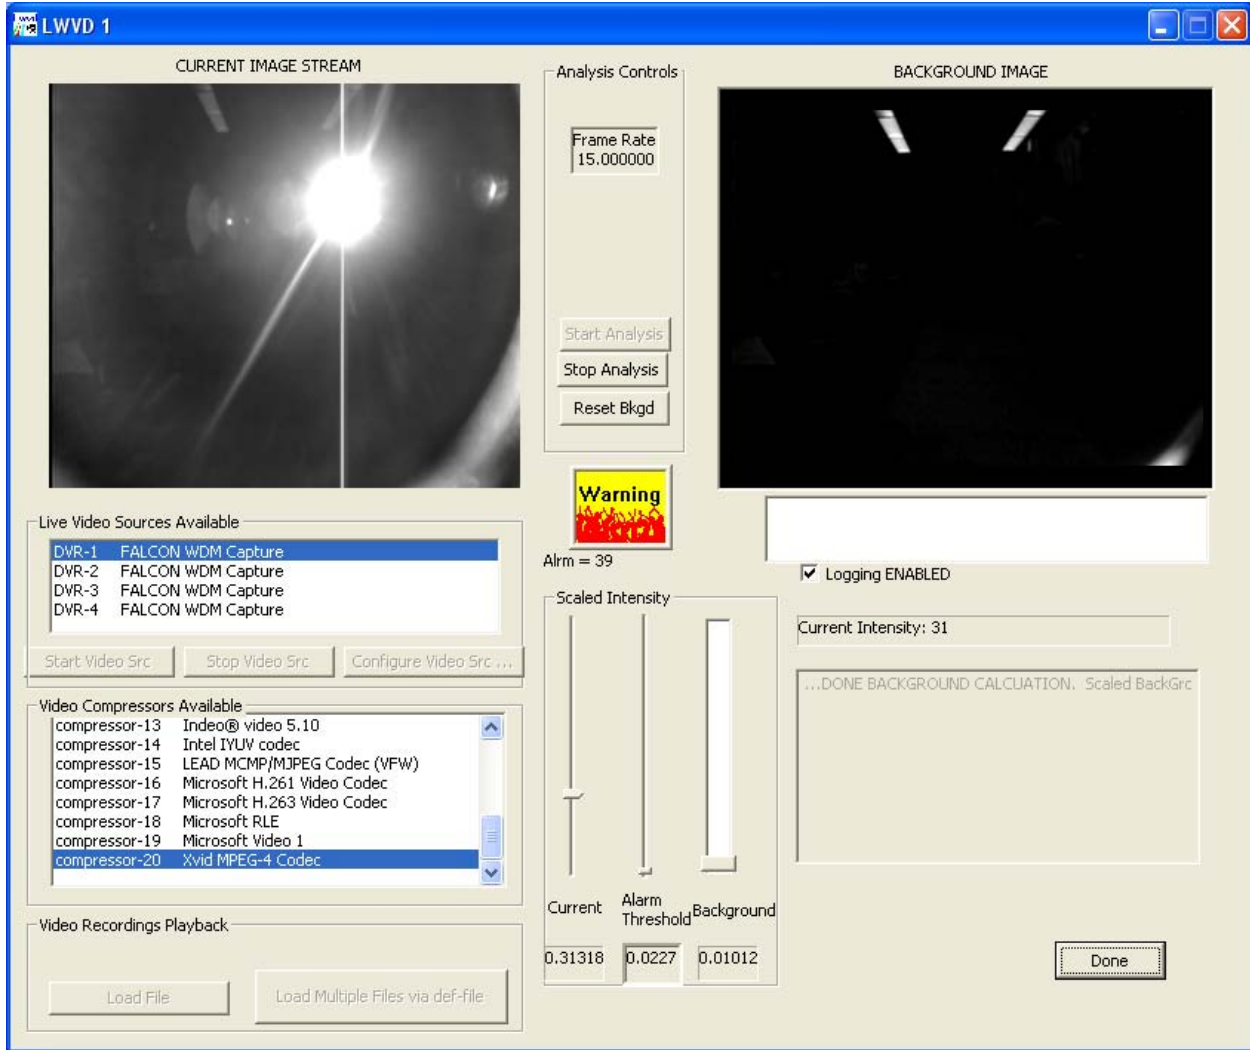 LWVD 1
CURRENT IMAGE STREAM
Analysis Controls
BACKGROUND IMAGE
Frame Rate
15.000000
Start Analysis
Stop Analysis
Reset Bkgd
Warning
Alrm = 39
Live Video Sources Available
DVR-1 FALCON WDM Capture
DVR-2 FALCON WDM Capture
DVR-3 FALCON WDM Capture
DVR-4 FALCON WDM Capture
Start Video Src
Stop Video Src
Configure Video Src ...
Logging ENABLED
Current Intensity: 31
...DONE BACKGROUND CALCUATION. Scaled BackGrc
Video Compressors Available
compressor-13 Indeo® video 5.10
compressor-14 Intel IYUV codec
compressor-15 LEAD MCMP/MJPEG Codec (VFW)
compressor-16 Microsoft H.261 Video Codec
compressor-17 Microsoft H.263 Video Codec
compressor-18 Microsoft RLE
compressor-19 Microsoft Video 1
compressor-20 Xvid MPEG-4 Codec
Scaled Intensity
Current
Alarm
Threshold
Background
0.31318
0.0227
0.01012
Video Recordings Playback
Load File
Load Multiple Files via def-file
Done